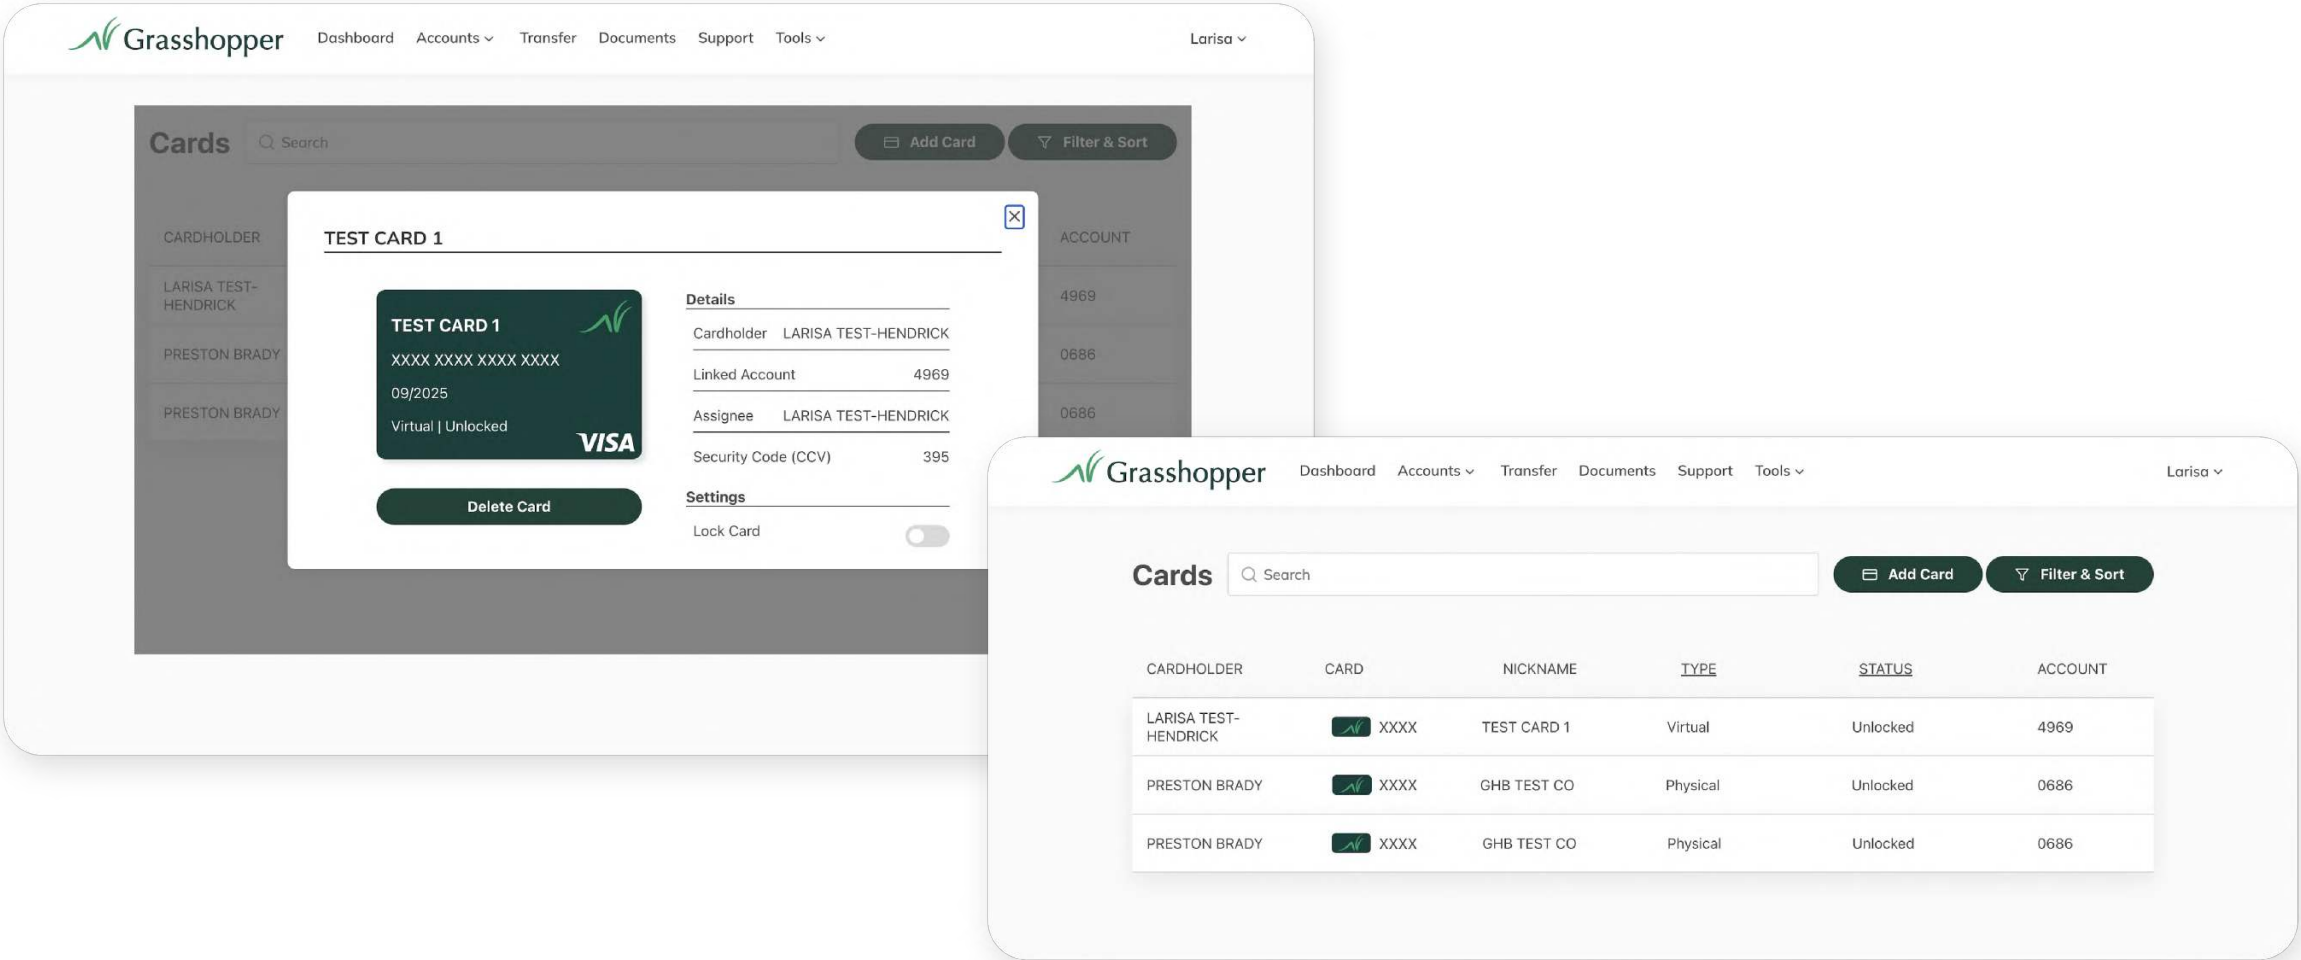 Grasshopper Dashboard Accounts Transfer Documents Support Tools Larisa
Cards Search Add Card Filter & Sort
CARDHOLDER ACCOUNT
LARISA TEST-
HENDRICK 4969
PRESTON BRADY 0686
PRESTON BRADY 0686
TEST CARD 1
TEST CARD 1
XXXX XXXX XXXX XXXX
09/2025
Virtual | Unlocked
VISA
Delete Card
Details
Cardholder LARISA TEST-HENDRICK
Linked Account 4969
Assignee LARISA TEST-HENDRICK
Security Code (CCV) 395
Settings
Lock Card
Grasshopper Dashboard Accounts Transfer Documents Support Tools Larisa
Cards Search Add Card Filter & Sort
CARDHOLDER CARD NICKNAME TYPE STATUS ACCOUNT
LARISA TEST-
HENDRICK XXXX TEST CARD 1 Virtual Unlocked 4969
PRESTON BRADY XXXX GHB TEST CO Physical Unlocked 0686
PRESTON BRADY XXXX GHB TEST CO Physical Unlocked 0686